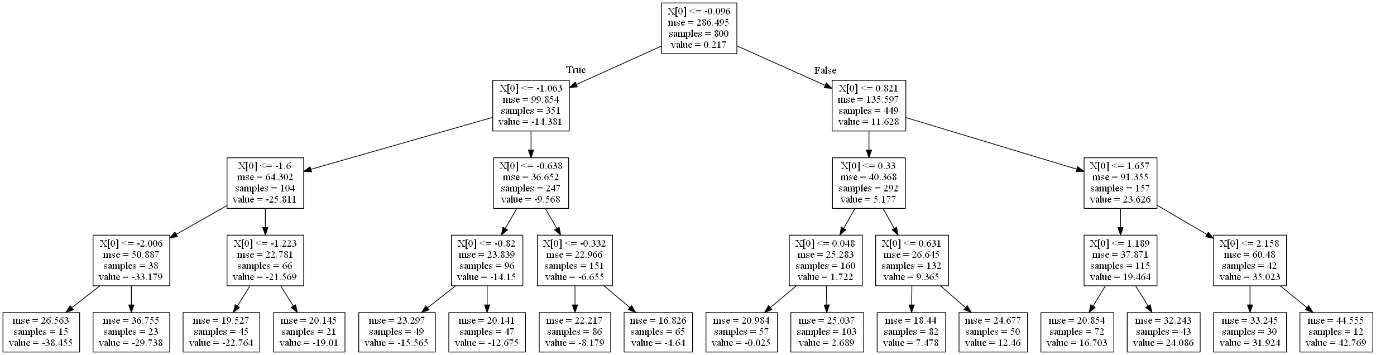 X[0] <= -0.096
mse = 286.495
samples = 800
value = 0.217
True
False
X[0] <= -1.063
mse = 99.854
samples = 351
value = -14.381
X[0] <= 0.821
mse = 135.597
samples = 449
value = 11.628
X[0] <= -1.6
mse = 64.302
samples = 104
value = -25.811
X[0] <= -0.638
mse = 36.652
samples = 247
value = -9.568
X[0] <= 0.33
mse = 40.368
samples = 292
value = 5.177
X[0] <= 1.657
mse = 91.355
samples = 157
value = 23.626
X[0] <= -2.006
mse = 50.887
samples = 38
value = -33.179
X[0] <= -1.223
mse = 22.781
samples = 66
value = -21.569
X[0] <= -0.82
mse = 23.839
samples = 96
value = -14.15
X[0] <= -0.332
mse = 22.966
samples = 151
value = -6.655
X[0] <= 0.048
mse = 25.283
samples = 160
value = 1.722
X[0] <= 0.631
mse = 26.645
samples = 132
value = 9.365
X[0] <= 1.189
mse = 37.871
samples = 115
value = 19.464
X[0] <= 2.158
mse = 60.48
samples = 42
value = 35.023
mse = 26.563
samples = 15
value = -38.455
mse = 36.755
samples = 23
value = -29.738
mse = 19.527
samples = 45
value = -22.764
mse = 20.145
samples = 21
value = -19.01
mse = 23.297
samples = 49
value = -15.565
mse = 20.141
samples = 47
value = -12.675
mse = 22.217
samples = 86
value = -8.179
mse = 16.826
samples = 65
value = -4.64
mse = 20.984
samples = 57
value = -0.025
mse = 25.037
samples = 103
value = 2.689
mse = 18.44
samples = 82
value = 7.478
mse = 24.677
samples = 50
value = 12.46
mse = 20.854
samples = 72
value = 16.703
mse = 32.243
samples = 43
value = 24.086
mse = 33.245
samples = 30
value = 31.924
mse = 44.555
samples = 12
value = 42.769